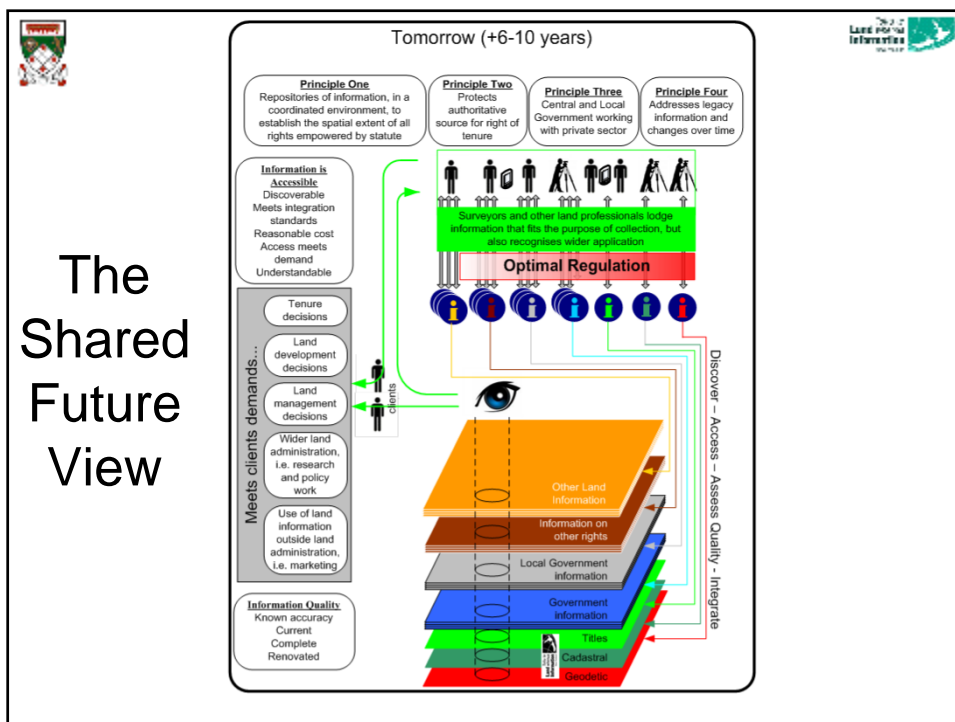 The
Shared
Future
View
Tomorrow (+6-10 years)
Principle One
Repositories of information, in a
coordinated environment, to
establish the spatial extent of all
rights empowered by statute
Principle Two
Protects
authoritative
source for right of
tenure
Principle Three
Central and Local
Government working
with private sector
Principle Four
Addresses legacy
information and
changes over time
Information is
Accessible
Discoverable
Meets integration
standards
Reasonable cost
Access meets
demand
Understandable
Surveyors and other land professionals lodge
information that fits the purpose of collection, but
also recognises wider application
Optimal Regulation
i
i
i
i
i
i
i
Meets clients demands...
Tenure
decisions
Land
development
decisions
Land
management
decisions
Wider land
administration,
i.e. research
and policy
work
Use of land
information
outside land
administration,
i.e. marketing
clients
Information Quality
Known accuracy
Current
Complete
Renovated
Other Land
Information
Information on
other rights
Local Government
information
Government
information
Titles
Cadastral
Geodetic
Discover – Access – Assess Quality - Integrate
Land
Information
Land
Information